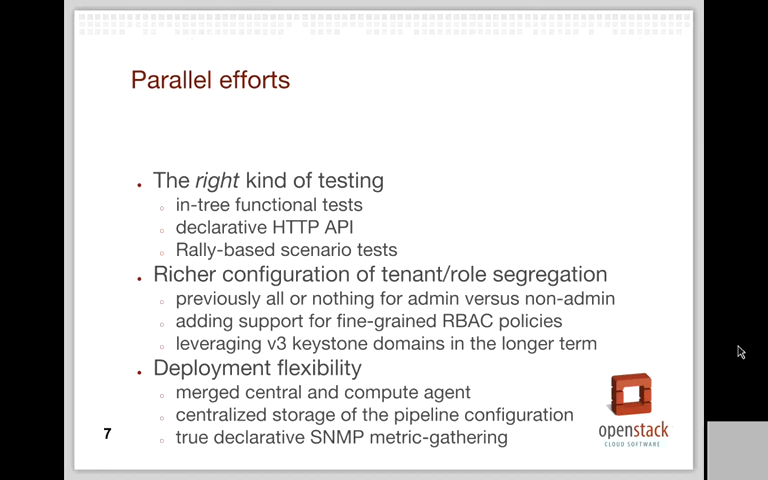 Parallel efforts
The right kind of testing
in-tree functional tests
declarative HTTP API
Rally-based scenario tests
Richer configuration of tenant/role segregation
previously all or nothing for admin versus non-admin
adding support for fine-grained RBAC policies
leveraging v3 keystone domains in the longer term
Deployment flexibility
merged central and compute agent
centralized storage of the pipeline configuration
true declarative SNMP metric-gathering
7
openstack
CLOUD SOFTWARE